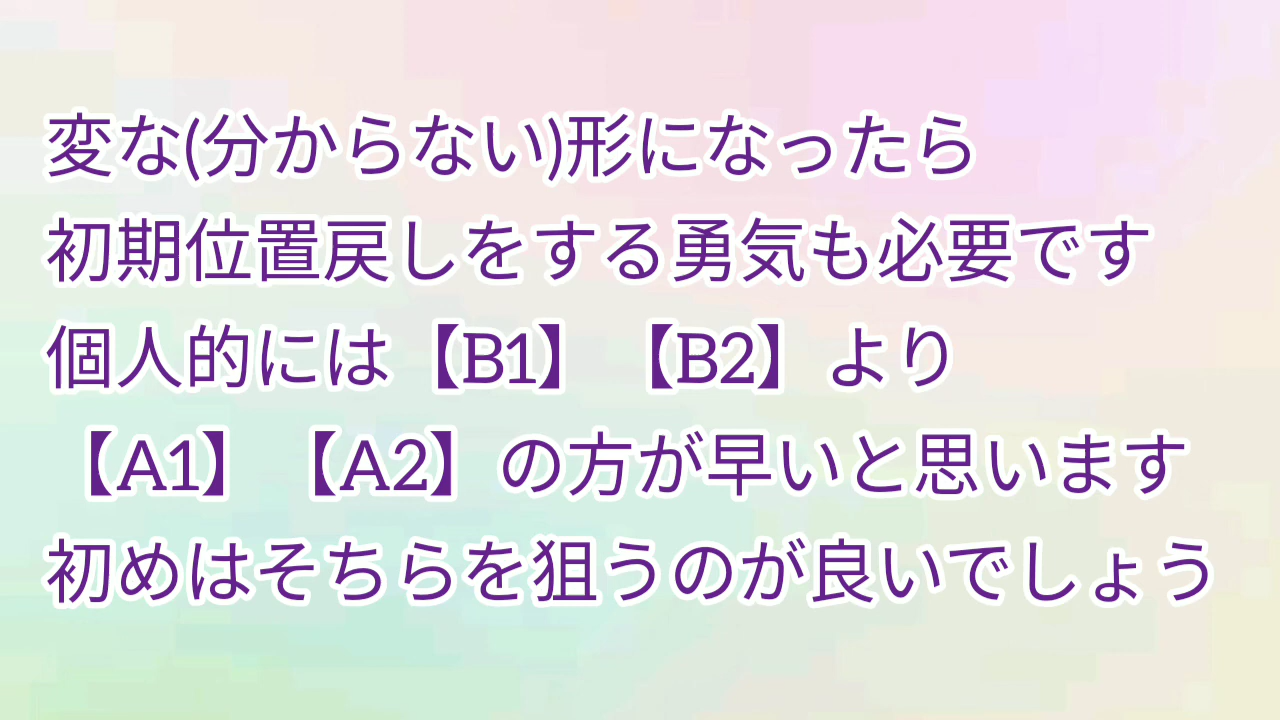 変な(分からない)形になったら
初期位置戻しをする勇気も必要です
個人的には【B1】【B2】より
【A1】【A2】の方が早いと思います
初めはそちらを狙うのが良いでしょう